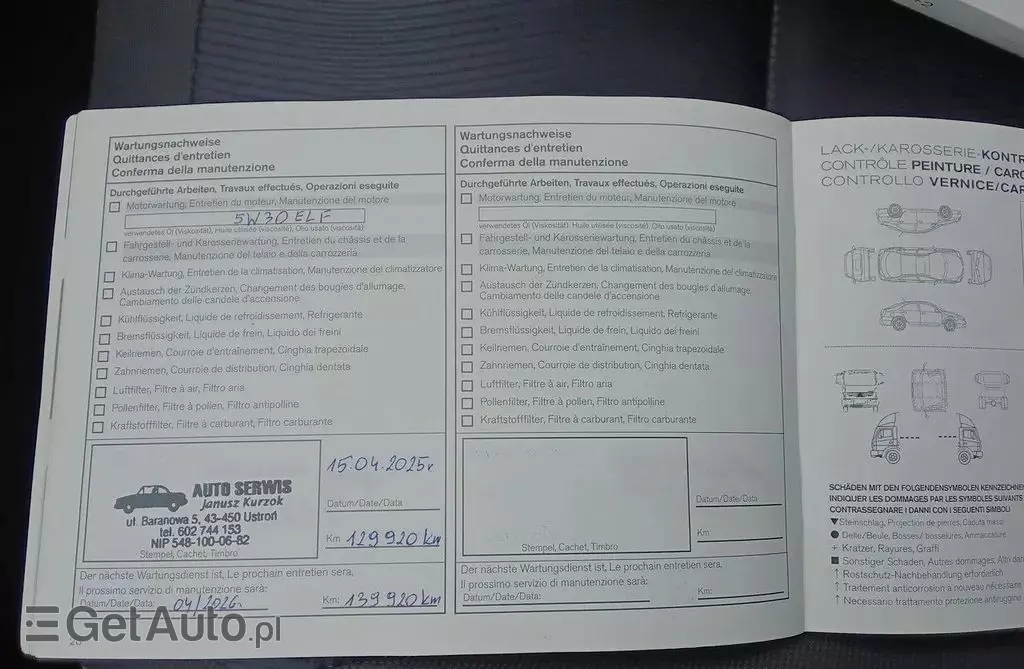 Wartungsnachweise
Quittances d'entretien
Conferma della manutenzione
Durchgeführte Arbeiten, Travaux effectués, Operazioni eseguite
Motorwartung, Entretien du moteur, Manutenzione del motore
5W30 ELF
verwendetes Öl (Viskosität), Huile utilisée (viscosité), Olio usato (viscosità)
Fahrgestell- und Karosseriewartung, Entretien du châssis et de la
carrosserie, Manutenzione del telaio e della carrozzeria
Klima-Wartung, Entretien de la climatisation, Manutenzione del climatizzatore
Austausch der Zündkerzen, Changement des bougies d'allumage,
Cambiamento delle candele d'accensione
Kühlflüssigkeit, Liquide de refroidissement, Refrigerante
Bremsflüssigkeit, Liquide de frein, Liquido dei freini
Keilriemen, Courroie d'entraînement, Cinghia trapezoidale
Zahnriemen, Courroie de distribution, Cinghia dentata
Luftfilter, Filtre à air, Filtro aria
Pollenfilter, Filtre à pollen, Filtro antipolline
Kraftstofffilter, Filtre à carburant, Filtro carburante
AUTO SERWIS
Janusz Kurzok
ul. Baranowa 5, 43-450 Ustroń
tel. 602 744 153
NIP 548-100-06-82
Stempel, Cachet, Timbro
15.04.2025r.
Datum/Date/Data
Km 129 920 km
Der nächste Wartungsdienst ist, Le prochain entretien sera,
Il prossimo servizio di manutenzione sarà:
Datum/Date/Data: 04/2026r.
Km: 139 920 km
20
Wartungsnachweise
Quittances d'entretien
Conferma della manutenzione
Durchgeführte Arbeiten, Travaux effectués, Operazioni eseguite
Motorwartung, Entretien du moteur, Manutenzione del motore
verwendetes Öl (Viskosität), Huile utilisée (viscosité), Olio usato (viscosità)
Fahrgestell- und Karosseriewartung, Entretien du châssis et de la
carrosserie, Manutenzione del telaio e della carrozzeria
Klima-Wartung, Entretien de la climatisation, Manutenzione del climatizzatore
Austausch der Zündkerzen, Changement des bougies d'allumage,
Cambiamento delle candele d'accensione
Kühlflüssigkeit, Liquide de refroidissement, Refrigerante
Bremsflüssigkeit, Liquide de frein, Liquido dei freini
Keilriemen, Courroie d'entraînement, Cinghia trapezoidale
Zahnriemen, Courroie de distribution, Cinghia dentata
Luftfilter, Filtre à air, Filtro aria
Pollenfilter, Filtre à pollen, Filtro antipolline
Kraftstofffilter, Filtre à carburant, Filtro carburante
Stempel, Cachet, Timbro
Datum/Date/Data
Km:
Der nächste Wartungsdienst ist, Le prochain entretien sera,
Il prossimo servizio di manutenzione sarà:
Datum/Date/Data:
Km:
LACK-/KAROSSERIE-KONTR
CONTRÔLE PEINTURE / CARO
CONTROLLO VERNICE/CAR
SCHÄDEN MIT DEN FOLGENDENSYMBOLEN KENNZEICHNEN
INDIQUER LES DOMMAGES PAR LES SYMBOLES SUIVANTS
CONTRASSEGNARE I DANNI CON I SEGUENTI SIMBOLI
▼ Steinschlag, Projection de pierres, Caduta massi
● Delle/Beule, Bosses/ bosselures, Ammaccature
+ Kratzer, Rayures, Graffi
■ Sonstiger Schaden, Autres dommages, Altri dan
↑ Rostschutz-Nachbehandlung erforderlich
↑ Traitement anticorrosion à nouveau nécessaire
↑ Necessario trattamento protezione antiruggine
GetAuto.pl